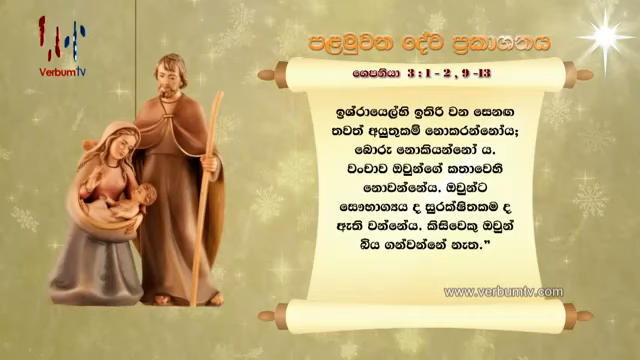 VerbumTV
පළමුවන දේව ප්‍රකාශනය
ශෙපනියා 3 : 1 - 2 , 9 -13
ඉශ්රායෙල්හි ඉතිරි වන සෙනඟ
තවත් අයුතුකම් නොකරන්නෝය;
බොරු නොකියන්නෝ ය.
වංචාව ඔවුන්ගේ කතාවෙහි
නොවන්නේය. ඔවුන්ට
සෞභාග්‍යය ද සුරක්ෂිතකම ද
ඇති වන්නේය. කිසිවෙකු ඔවුන්
බිය ගන්වන්නේ නැත.”
www.verbumtv.com